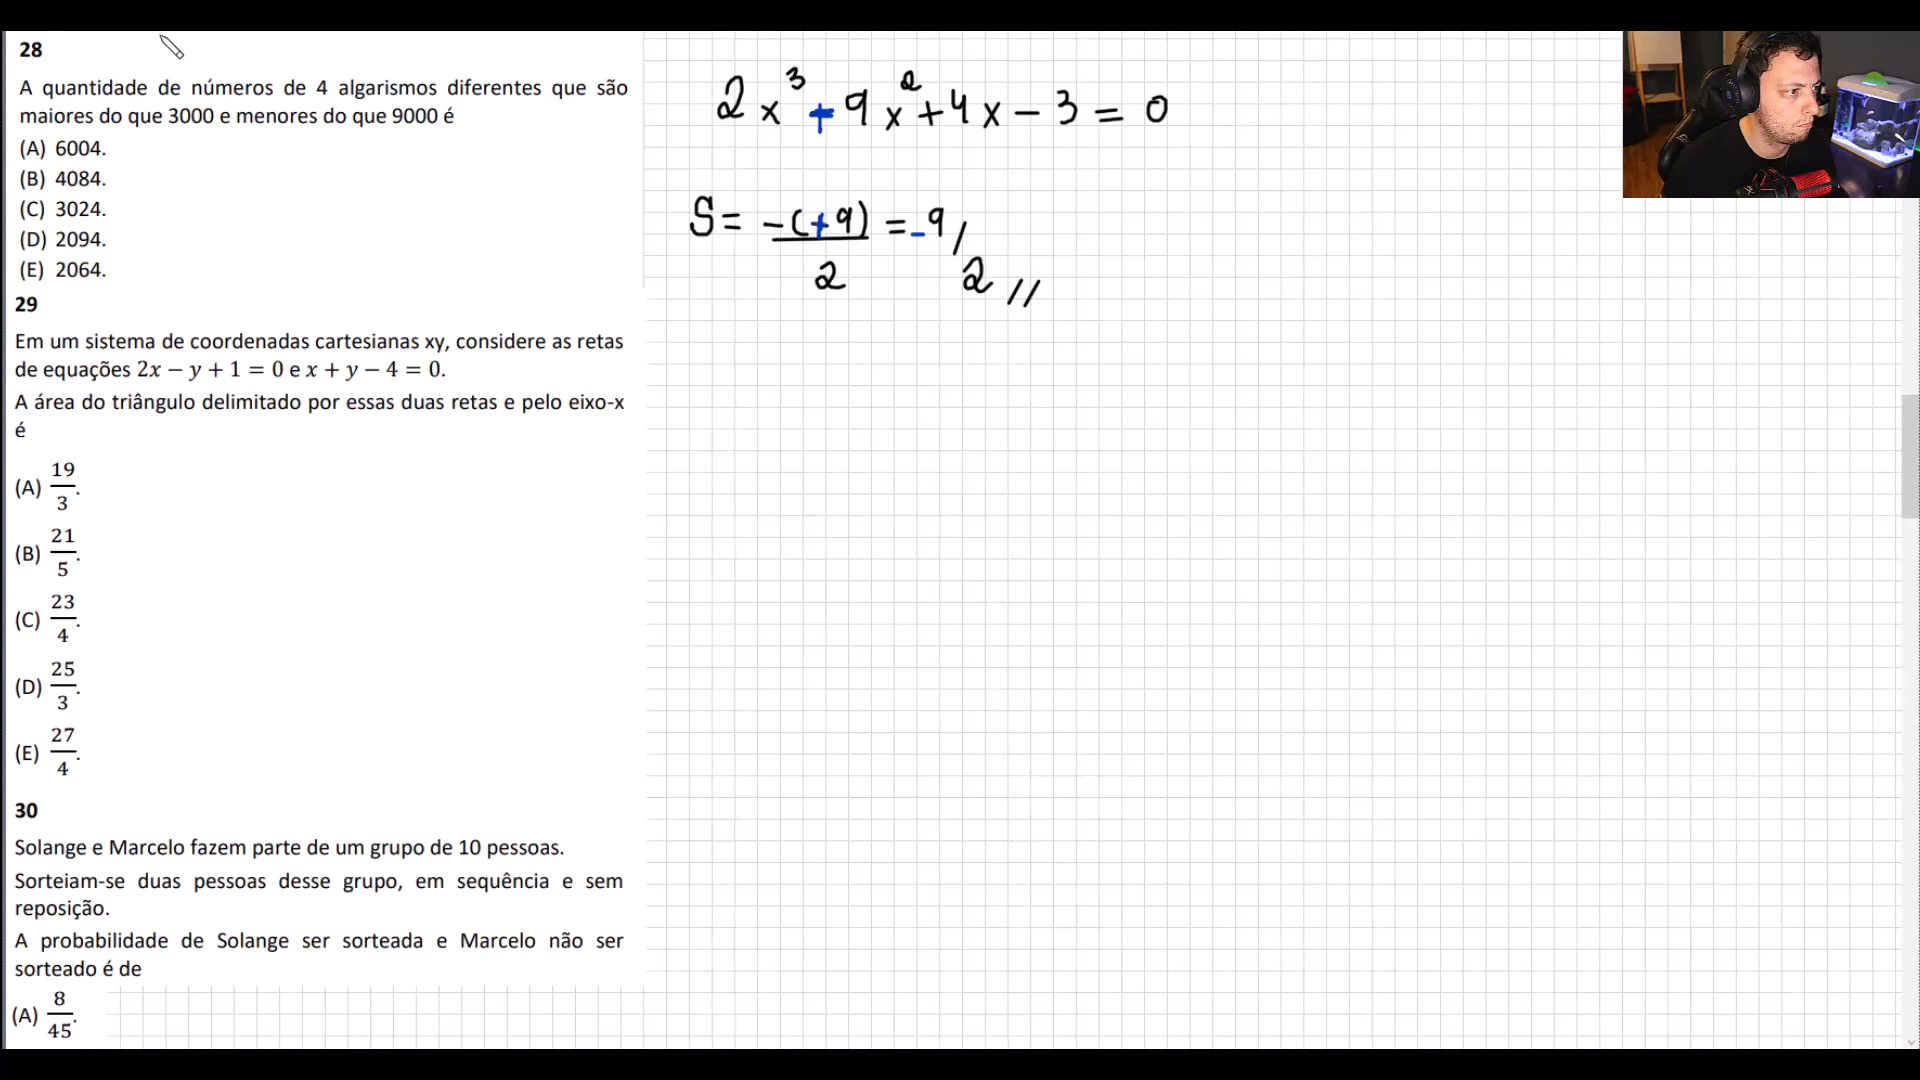 28
A quantidade de números de 4 algarismos diferentes que são
maiores do que 3000 e menores do que 9000 é
(A) 6004.
(B) 4084.
(C) 3024.
(D) 2094.
(E) 2064.
29
Em um sistema de coordenadas cartesianas xy, considere as retas
de equações 2x − y + 1 = 0 e x + y − 4 = 0.
A área do triângulo delimitado por essas duas retas e pelo eixo-x
é
(A) 19/3.
(B) 21/5.
(C) 23/4.
(D) 25/3.
(E) 27/4.
30
Solange e Marcelo fazem parte de um grupo de 10 pessoas.
Sorteiam-se duas pessoas desse grupo, em sequência e sem
reposição.
A probabilidade de Solange ser sorteada e Marcelo não ser
sorteado é de
(A) 8/45.
2x³ + 9x² + 4x − 3 = 0
S = −(+9)/2 = −9/2 //